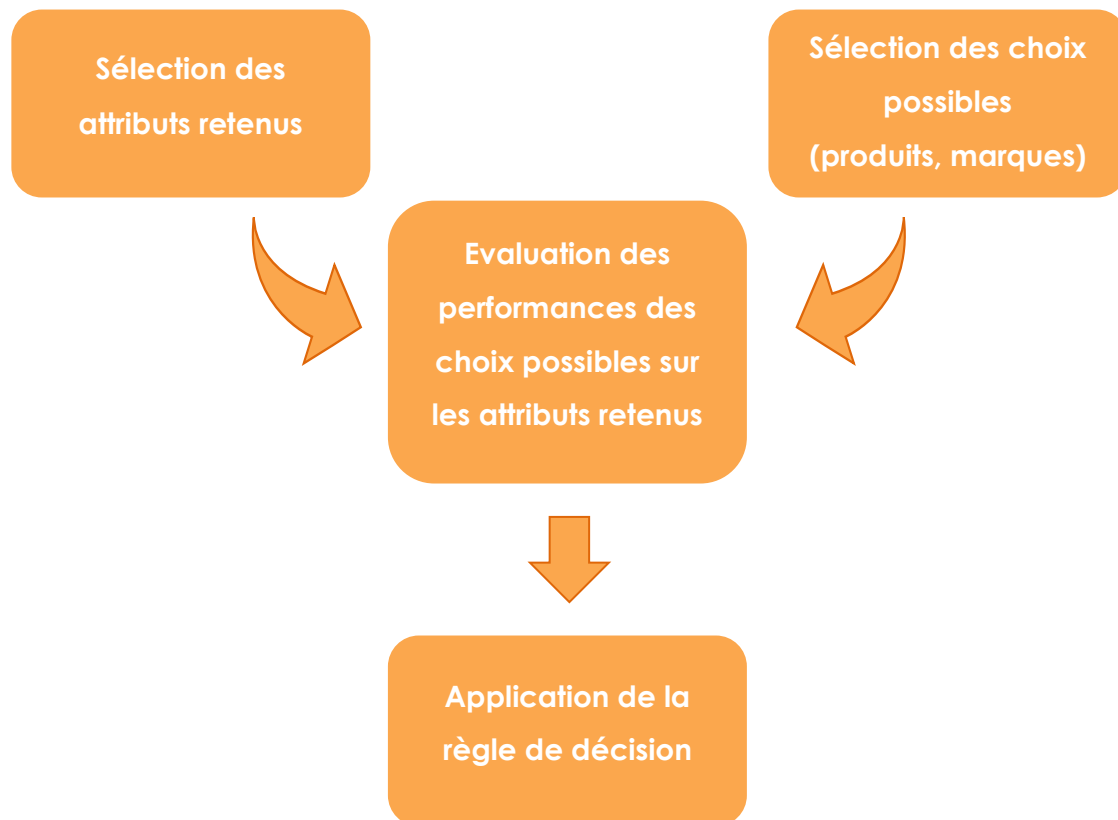 Sélection des
attributs retenus
Sélection des choix
possibles
(produits, marques)
Evaluation des
performances des
choix possibles sur
les attributs retenus
Application de la
règle de décision